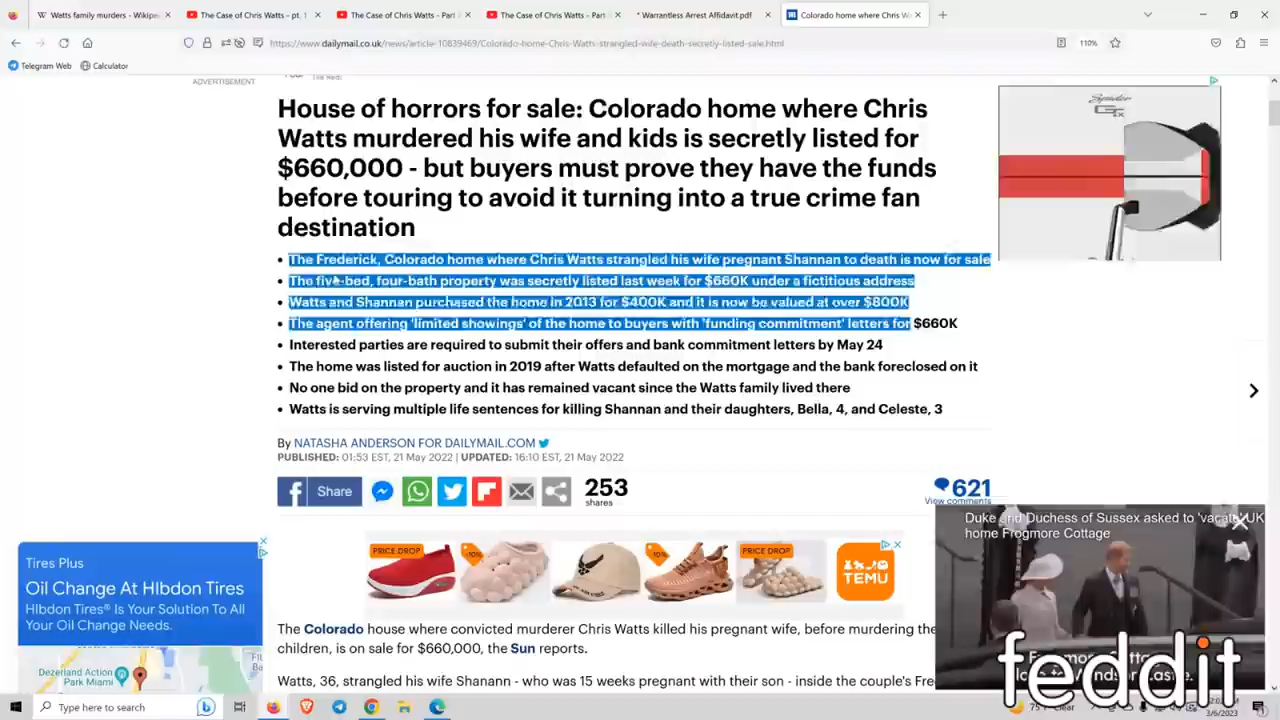 Watts family murders - Wikipe
The Case of Chris Watts - pt. 1
The Case of Chris Watts - Part
The Case of Chris Watts - Part
* Warrantless Arrest Affidavit.pdf
Colorado home where Chris W
https://www.dailymail.co.uk/news/article-10839469/Colorado-home-Chris-Watts-strangled-wife-death-secretly-listed-sale.html
110%
Telegram Web
Calculator
ADVERTISEMENT
House of horrors for sale: Colorado home where Chris
Watts murdered his wife and kids is secretly listed for
$660,000 - but buyers must prove they have the funds
before touring to avoid it turning into a true crime fan
destination
• The Frederick, Colorado home where Chris Watts strangled his wife pregnant Shannan to death is now for sale
• The five-bed, four-bath property was secretly listed last week for $660K under a fictitious address
• Watts and Shannan purchased the home in 2013 for $400K and it is now be valued at over $800K
• The agent offering 'limited showings' of the home to buyers with 'funding commitment' letters for $660K
• Interested parties are required to submit their offers and bank commitment letters by May 24
• The home was listed for auction in 2019 after Watts defaulted on the mortgage and the bank foreclosed on it
• No one bid on the property and it has remained vacant since the Watts family lived there
• Watts is serving multiple life sentences for killing Shannan and their daughters, Bella, 4, and Celeste, 3
By NATASHA ANDERSON FOR DAILYMAIL.COM
PUBLISHED: 01:53 EST, 21 May 2022 | UPDATED: 16:10 EST, 21 May 2022
Share
253
shares
621
View comments
Duke and Duchess of Sussex asked to 'vacate' UK
home Frogmore Cottage
Tires Plus
Oil Change At Hlbdon Tires
Hlbdon Tires® Is Your Solution To All
Your Oil Change Needs.
PRICE DROP
-10%
10%
PRICE DROP
TEMU
The Colorado house where convicted murderer Chris Watts killed his pregnant wife, before murdering the
children, is on sale for $660,000, the Sun reports.
Watts, 36, strangled his wife Shanann - who was 15 weeks pregnant with their son - inside the couple's Fre
Dezerland Action
Park Miami
feddit
Type here to search
75°F Clear
3/6/2023